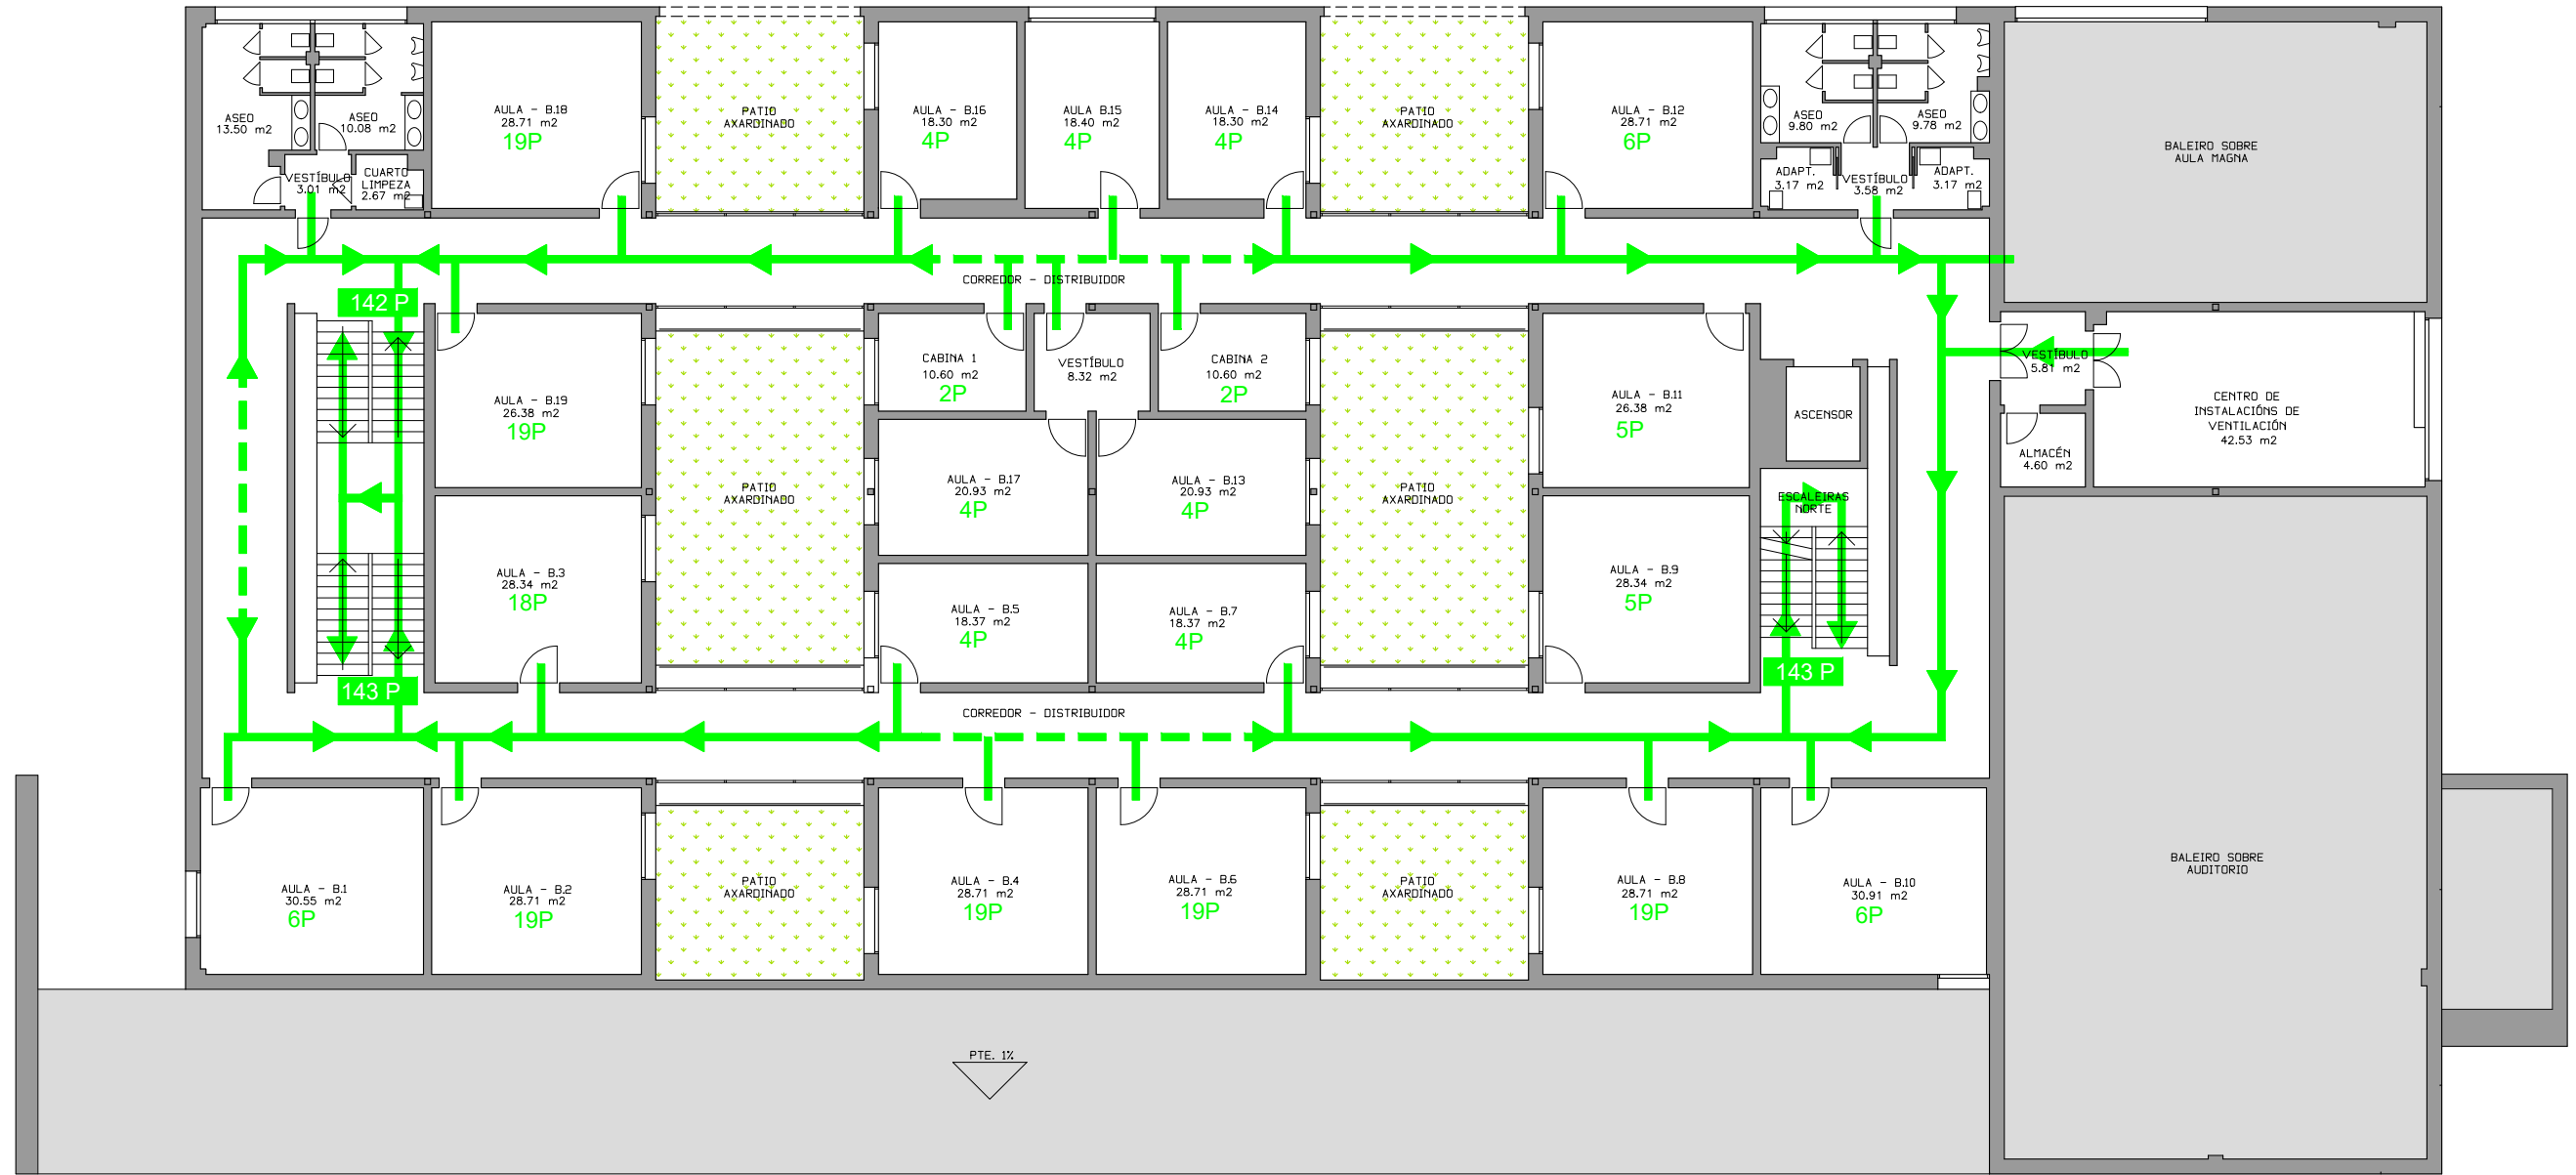 ASEO
13.50 m2
ASEO
10.08 m2
VESTÍBULO
3.01 m2
CUARTO
LIMPEZA
2.67 m2
AULA - B.18
28.71 m2
19P
PATIO
AXARDINADO
AULA - B.16
18.30 m2
4P
AULA B.15
18.40 m2
4P
AULA - B.14
18.30 m2
4P
PATIO
AXARDINADO
AULA - B.12
28.71 m2
6P
ASEO
9.80 m2
ASEO
9.78 m2
ADAPT.
3.17 m2
VESTÍBULO
3.58 m2
ADAPT.
3.17 m2
BALEIRO SOBRE
AULA MAGNA
CORREDOR - DISTRIBUIDOR
142 P
AULA - B.19
26.38 m2
19P
CABINA 1
10.60 m2
2P
VESTÍBULO
8.32 m2
CABINA 2
10.60 m2
2P
AULA - B.11
26.38 m2
5P
ASCENSOR
VESTÍBULO
5.81 m2
CENTRO DE
INSTALACIÓNS DE
VENTILACIÓN
42.53 m2
ALMACÉN
4.60 m2
PATIO
AXARDINADO
AULA - B.17
20.93 m2
4P
AULA - B.13
20.93 m2
4P
PATIO
AXARDINADO
ESCALEIRAS
NORTE
AULA - B.3
28.34 m2
18P
AULA - B.5
18.37 m2
4P
AULA - B.7
18.37 m2
4P
AULA - B.9
28.34 m2
5P
143 P
143 P
CORREDOR - DISTRIBUIDOR
AULA - B.1
30.55 m2
6P
AULA - B.2
28.71 m2
19P
PATIO
AXARDINADO
AULA - B.4
28.71 m2
19P
AULA - B.6
28.71 m2
19P
PATIO
AXARDINADO
AULA - B.8
28.71 m2
19P
AULA - B.10
30.91 m2
6P
BALEIRO SOBRE
AUDITORIO
PTE. 1%